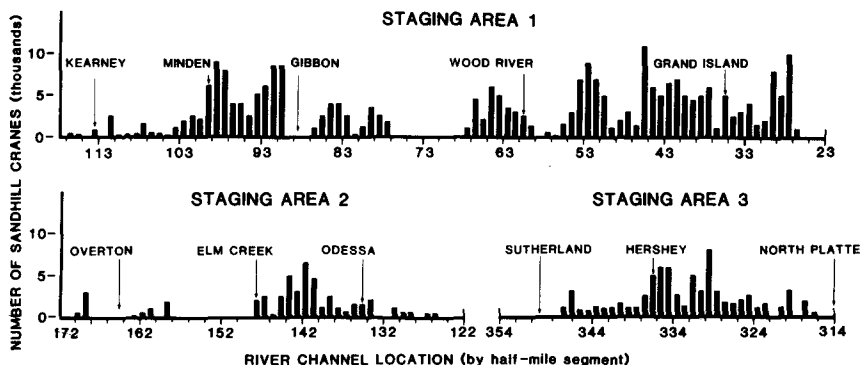 STAGING AREA 1
NUMBER OF SANDHILL CRANES (thousands)
10
5
0
KEARNEY
MINDEN
GIBBON
WOOD RIVER
GRAND ISLAND
113 103 93 83 73 63 53 43 33 23
STAGING AREA 2
10
5
0
OVERTON
ELM CREEK
ODESSA
172 162 152 142 132 122
STAGING AREA 3
SUTHERLAND
HERSHEY
NORTH PLATTE
354 344 334 324 314
RIVER CHANNEL LOCATION (by half-mile segment)